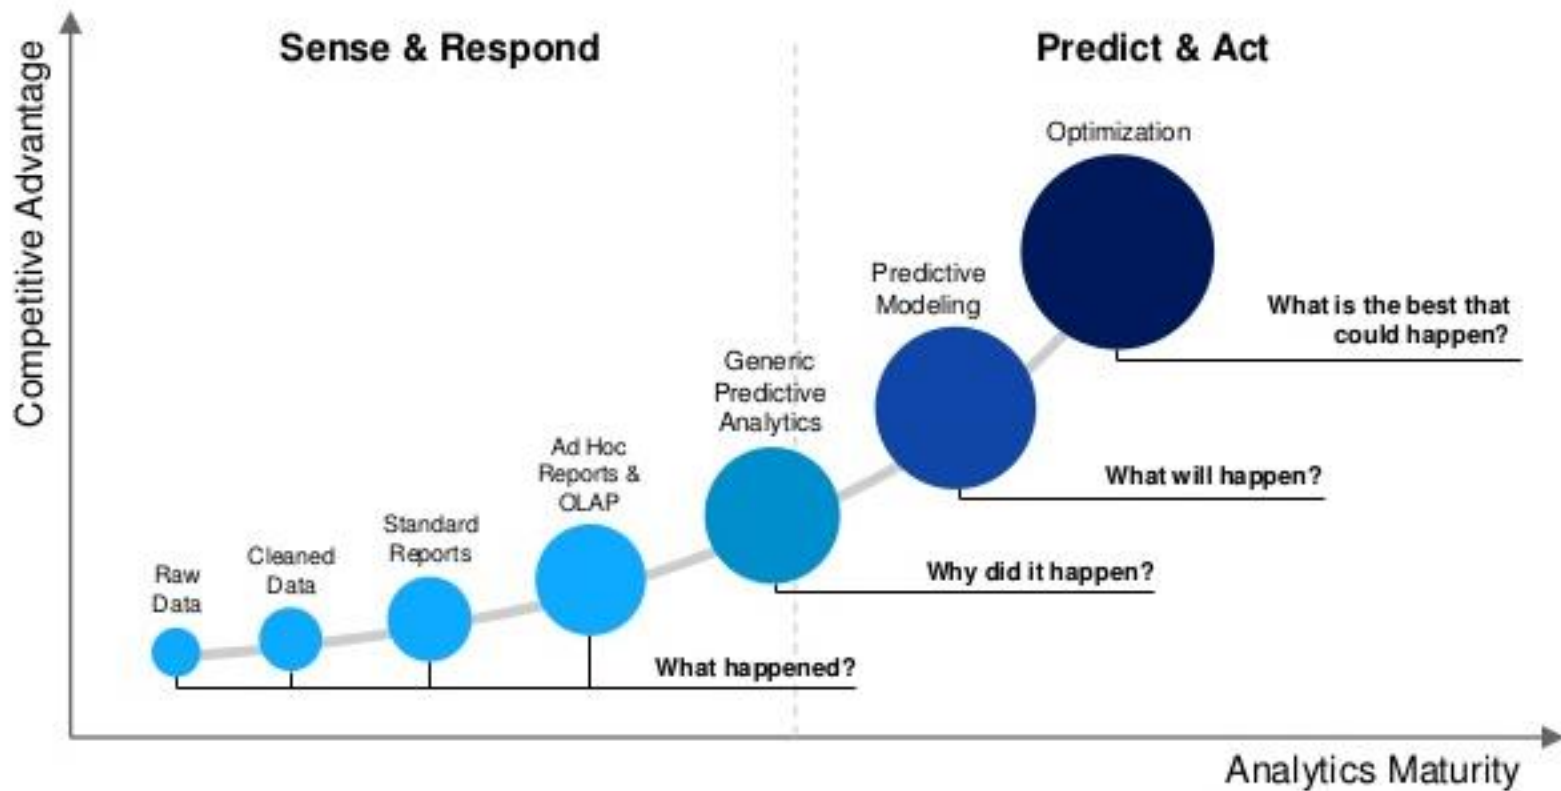 Sense & Respond
Predict & Act
Competitive Advantage
Optimization
Predictive
Modeling
What is the best that
could happen?
Generic
Predictive
Analytics
Ad Hoc
Reports &
OLAP
What will happen?
Standard
Reports
Cleaned
Data
Raw
Data
Why did it happen?
What happened?
Analytics Maturity